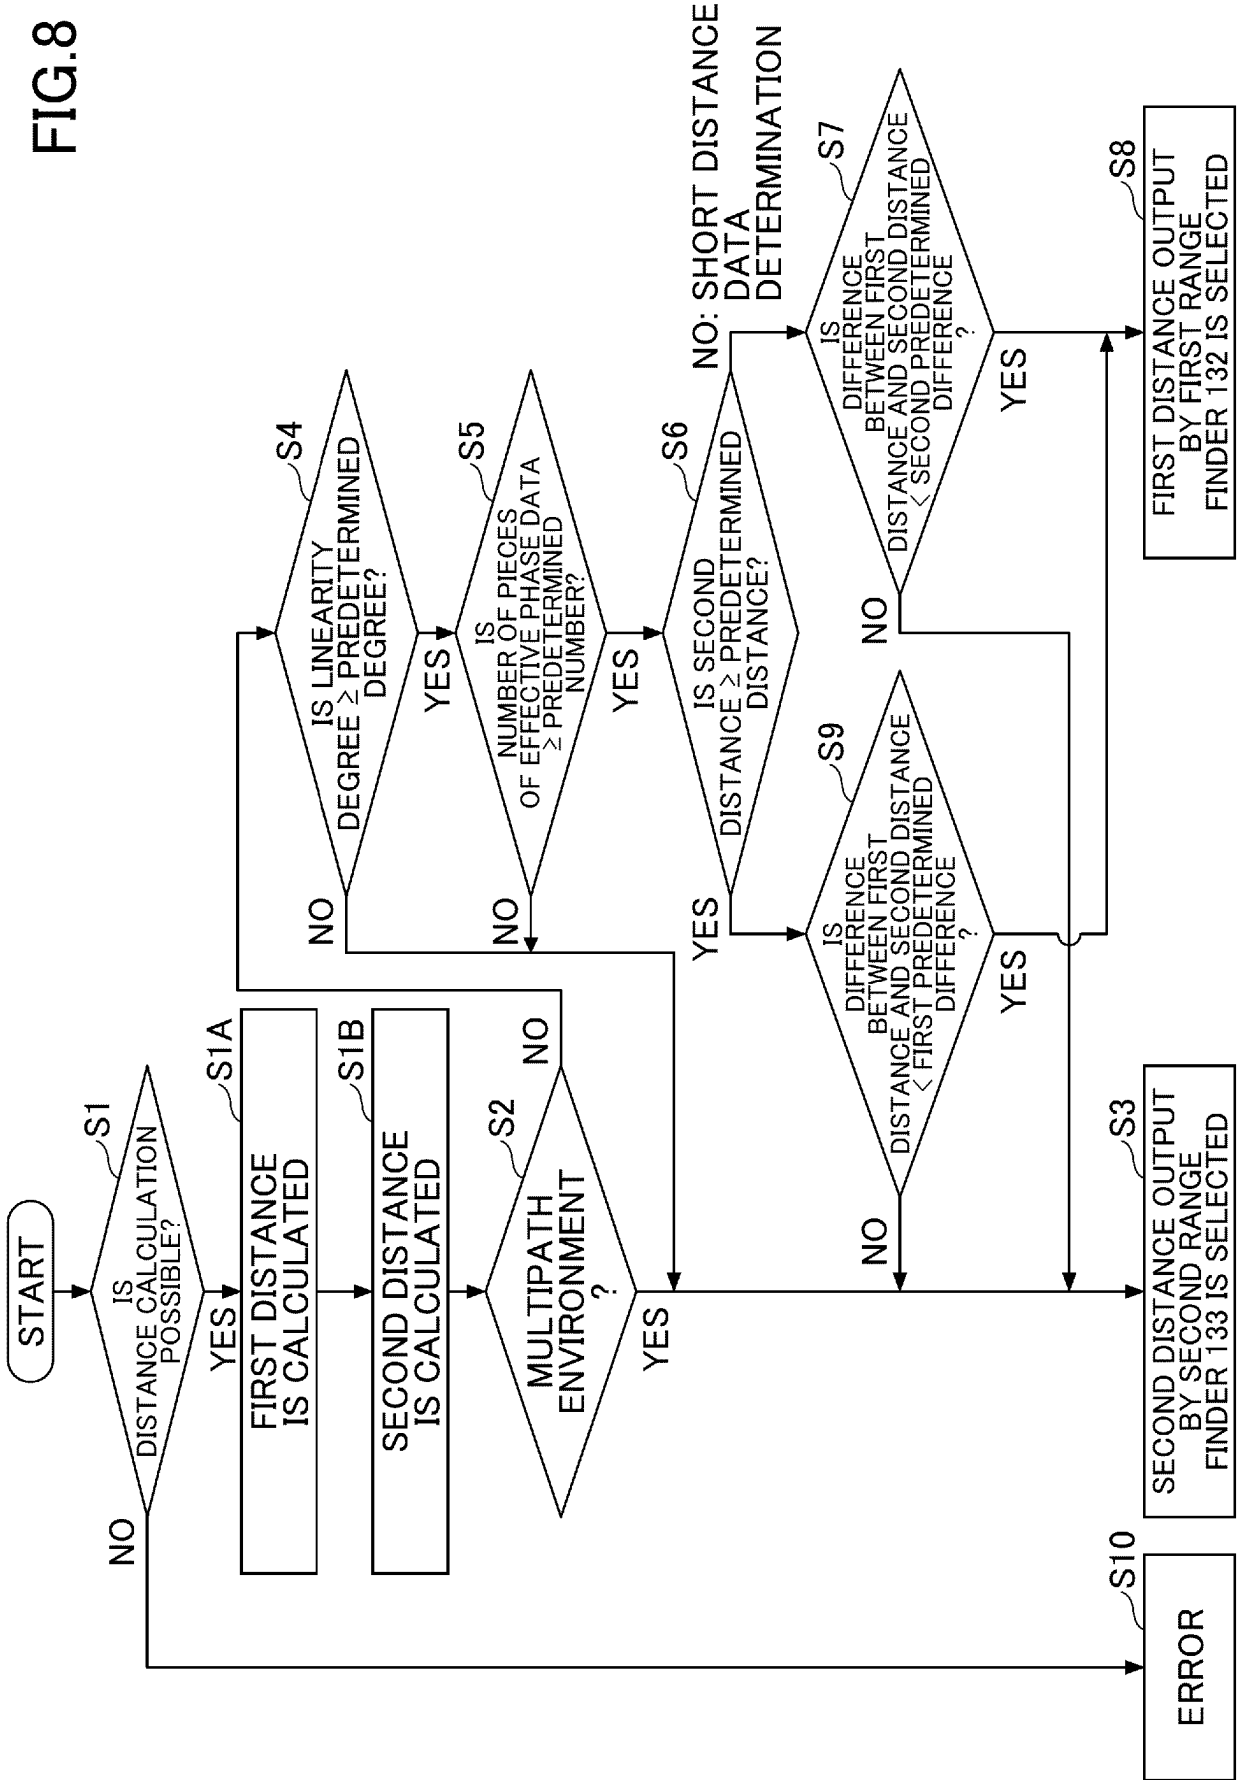 FIG.8
START
S1
IS
DISTANCE CALCULATION
POSSIBLE?
NO
YES
S1A
FIRST DISTANCE
IS CALCULATED
S1B
SECOND DISTANCE
IS CALCULATED
S2
MULTIPATH
ENVIRONMENT
?
NO
YES
S4
IS LINEARITY
DEGREE ≥ PREDETERMINED
DEGREE?
NO
YES
S5
IS
NUMBER OF PIECES
OF EFFECTIVE PHASE DATA
≥ PREDETERMINED
NUMBER?
NO
YES
S6
IS SECOND
DISTANCE ≥ PREDETERMINED
DISTANCE?
YES
NO: SHORT DISTANCE
DATA
DETERMINATION
S9
IS
DIFFERENCE
BETWEEN FIRST
DISTANCE AND SECOND DISTANCE
< FIRST PREDETERMINED
DIFFERENCE
?
NO
YES
S7
IS
DIFFERENCE
BETWEEN FIRST
DISTANCE AND SECOND DISTANCE
< SECOND PREDETERMINED
DIFFERENCE
?
NO
YES
S10
ERROR
S3
SECOND DISTANCE OUTPUT
BY SECOND RANGE
FINDER 133 IS SELECTED
S8
FIRST DISTANCE OUTPUT
BY FIRST RANGE
FINDER 132 IS SELECTED